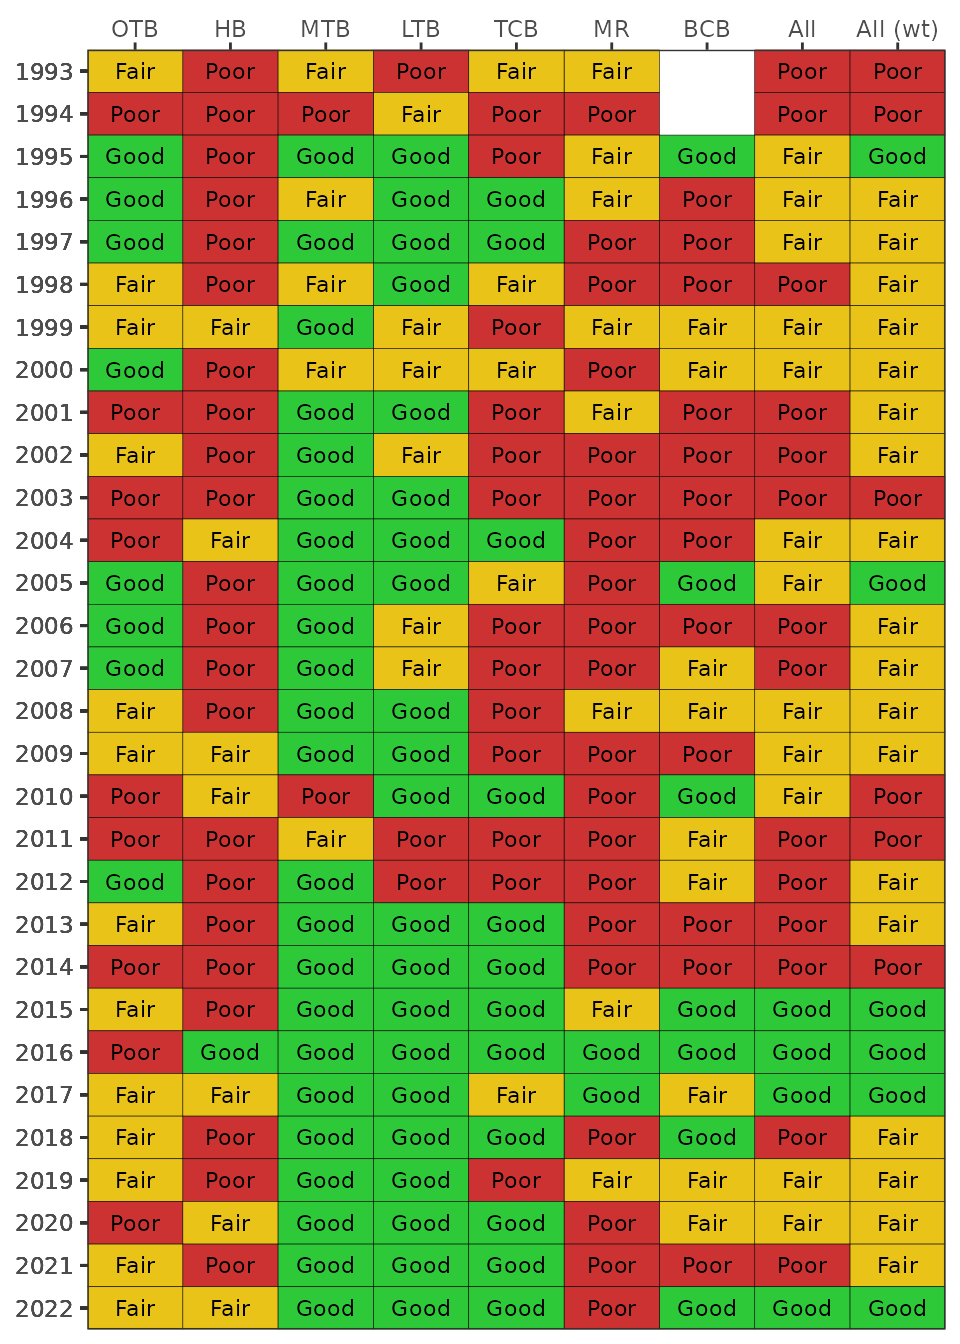 OTB HB MTB LTB TCB MR BCB All All (wt)
1993 Fair Poor Fair Poor Fair Fair Poor Poor
1994 Poor Poor Poor Fair Poor Poor Poor Poor
1995 Good Poor Good Good Poor Fair Good Fair Good
1996 Good Poor Fair Good Good Fair Poor Fair Fair
1997 Good Poor Good Good Good Poor Poor Fair Fair
1998 Fair Poor Fair Good Fair Poor Poor Poor Fair
1999 Fair Fair Good Fair Poor Fair Fair Fair Fair
2000 Good Poor Fair Fair Fair Poor Fair Fair Fair
2001 Poor Poor Good Good Poor Fair Poor Poor Fair
2002 Fair Poor Good Fair Poor Poor Poor Poor Fair
2003 Poor Poor Good Good Poor Poor Poor Poor Poor
2004 Poor Fair Good Good Good Poor Poor Fair Fair
2005 Good Poor Good Good Fair Poor Good Fair Good
2006 Good Poor Good Fair Poor Poor Poor Poor Fair
2007 Good Poor Good Fair Poor Poor Fair Poor Fair
2008 Fair Poor Good Good Poor Fair Fair Fair Fair
2009 Fair Fair Good Good Poor Poor Poor Fair Fair
2010 Poor Fair Poor Good Good Poor Good Fair Poor
2011 Poor Poor Fair Poor Poor Poor Fair Poor Poor
2012 Good Poor Good Poor Poor Poor Fair Poor Fair
2013 Fair Poor Good Good Good Poor Poor Poor Fair
2014 Poor Poor Good Good Good Poor Poor Poor Poor
2015 Fair Poor Good Good Good Fair Good Good Good
2016 Poor Good Good Good Good Good Good Good Good
2017 Fair Fair Good Good Fair Good Fair Good Good
2018 Fair Poor Good Good Good Poor Good Poor Fair
2019 Fair Poor Good Good Poor Fair Fair Fair Fair
2020 Poor Fair Good Good Good Poor Fair Fair Fair
2021 Fair Poor Good Good Good Poor Poor Poor Fair
2022 Fair Fair Good Good Good Poor Good Good Good